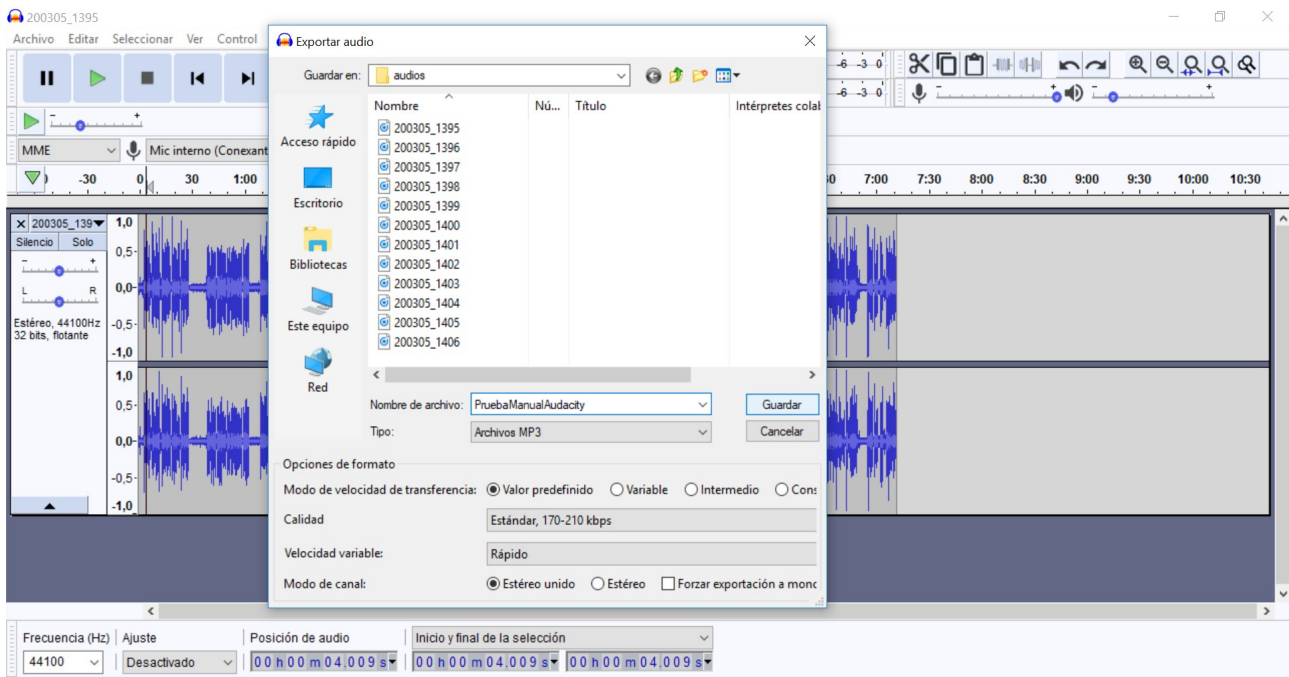 200305_1395
Archivo Editar Seleccionar Ver Control
Exportar audio
Guardar en: audios
-6 -3 0
-6 -3 0
Nombre Nú... Título Intérpretes colab
200305_1395
200305_1396
200305_1397
200305_1398
200305_1399
200305_1400
200305_1401
200305_1402
200305_1403
200305_1404
200305_1405
200305_1406
Acceso rápido
Escritorio
Bibliotecas
Este equipo
Red
MME Mic interno (Conexant
-30 0 30 1:00 7:00 7:30 8:00 8:30 9:00 9:30 10:00 10:30
200305_139
Silencio Solo
- +
L R
Estéreo, 44100Hz
32 bits, flotante
1,0
0,5-
0,0-
-0,5-
-1,0
1,0
0,5-
0,0-
-0,5-
-1,0
Nombre de archivo: PruebaManualAudacity Guardar
Tipo: Archivos MP3 Cancelar
Opciones de formato
Modo de velocidad de transferencia: Valor predefinido Variable Intermedio Cons
Calidad Estándar, 170-210 kbps
Velocidad variable: Rápido
Modo de canal: Estéreo unido Estéreo Forzar exportación a mono
Frecuencia (Hz) Ajuste Posición de audio Inicio y final de la selección
44100 Desactivado 00 h 00 m 04.009 s 00 h 00 m 04.009 s 00 h 00 m 04.009 s